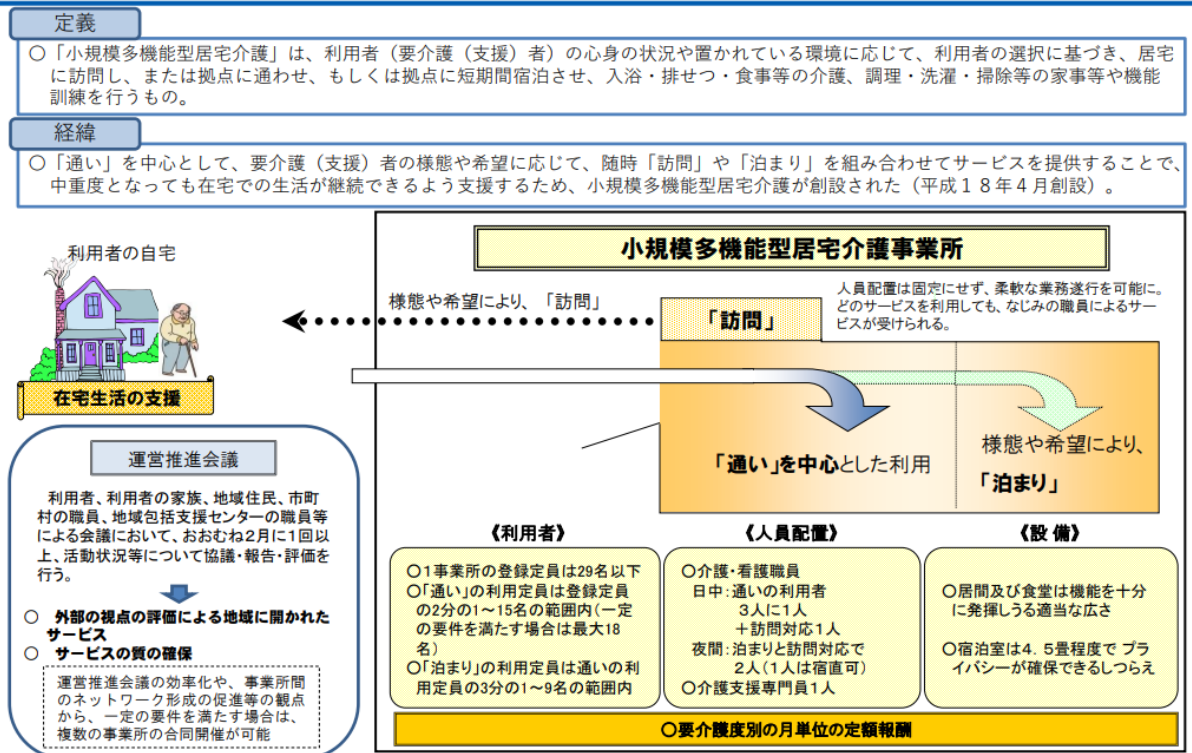 定義
○「小規模多機能型居宅介護」は、利用者（要介護（支援）者）の心身の状況や置かれている環境に応じて、利用者の選択に基づき、居宅
に訪問し、または拠点に通わせ、もしくは拠点に短期間宿泊させ、入浴・排せつ・食事等の介護、調理・洗濯・掃除等の家事等や機能
訓練を行うもの。
経緯
○「通い」を中心として、要介護（支援）者の様態や希望に応じて、随時「訪問」や「泊まり」を組み合わせてサービスを提供することで、
中重度となっても在宅での生活が継続できるよう支援するため、小規模多機能型居宅介護が創設された（平成１８年４月創設）。
利用者の自宅
在宅生活の支援
小規模多機能型居宅介護事業所
様態や希望により、「訪問」
「訪問」
人員配置は固定にせず、柔軟な業務遂行を可能に。
どのサービスを利用しても、なじみの職員によるサー
ビスが受けられる。
「通い」を中心とした利用
様態や希望により、
「泊まり」
運営推進会議
利用者、利用者の家族、地域住民、市町
村の職員、地域包括支援センターの職員等
による会議において、おおむね２月に１回以
上、活動状況等について協議・報告・評価を
行う。
○ 外部の視点の評価による地域に開かれた
サービス
○ サービスの質の確保
運営推進会議の効率化や、事業所間
のネットワーク形成の促進等の観点
から、一定の要件を満たす場合は、
複数の事業所の合同開催が可能
《利用者》
○１事業所の登録定員は29名以下
○「通い」の利用定員は登録定員
の2分の1～15名の範囲内（一定
の要件を満たす場合は最大18
名）
○「泊まり」の利用定員は通いの利
用定員の3分の1～9名の範囲内
《人員配置》
○介護・看護職員
日中：通いの利用者
３人に１人
＋訪問対応１人
夜間：泊まりと訪問対応で
２人（１人は宿直可）
○介護支援専門員１人
《設 備》
○居間及び食堂は機能を十分
に発揮しうる適当な広さ
○宿泊室は４．５畳程度で プラ
イバシーが確保できるしつらえ
○要介護度別の月単位の定額報酬